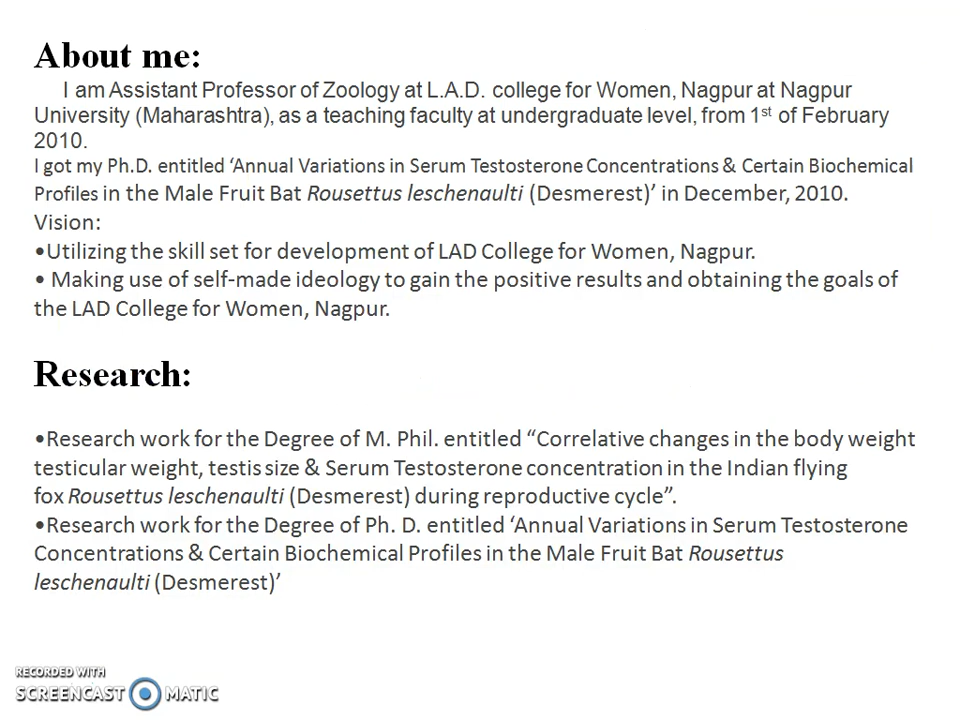 About me:
I am Assistant Professor of Zoology at L.A.D. college for Women, Nagpur at Nagpur
University (Maharashtra), as a teaching faculty at undergraduate level, from 1st of February
2010.
I got my Ph.D. entitled ‘Annual Variations in Serum Testosterone Concentrations & Certain Biochemical
Profiles in the Male Fruit Bat Rousettus leschenaulti (Desmerest)’ in December, 2010.
Vision:
•Utilizing the skill set for development of LAD College for Women, Nagpur.
• Making use of self-made ideology to gain the positive results and obtaining the goals of
the LAD College for Women, Nagpur.
Research:
•Research work for the Degree of M. Phil. entitled “Correlative changes in the body weight
testicular weight, testis size & Serum Testosterone concentration in the Indian flying
fox Rousettus leschenaulti (Desmerest) during reproductive cycle”.
•Research work for the Degree of Ph. D. entitled ‘Annual Variations in Serum Testosterone
Concentrations & Certain Biochemical Profiles in the Male Fruit Bat Rousettus
leschenaulti (Desmerest)’
RECORDED WITH
SCREENCAST MATIC